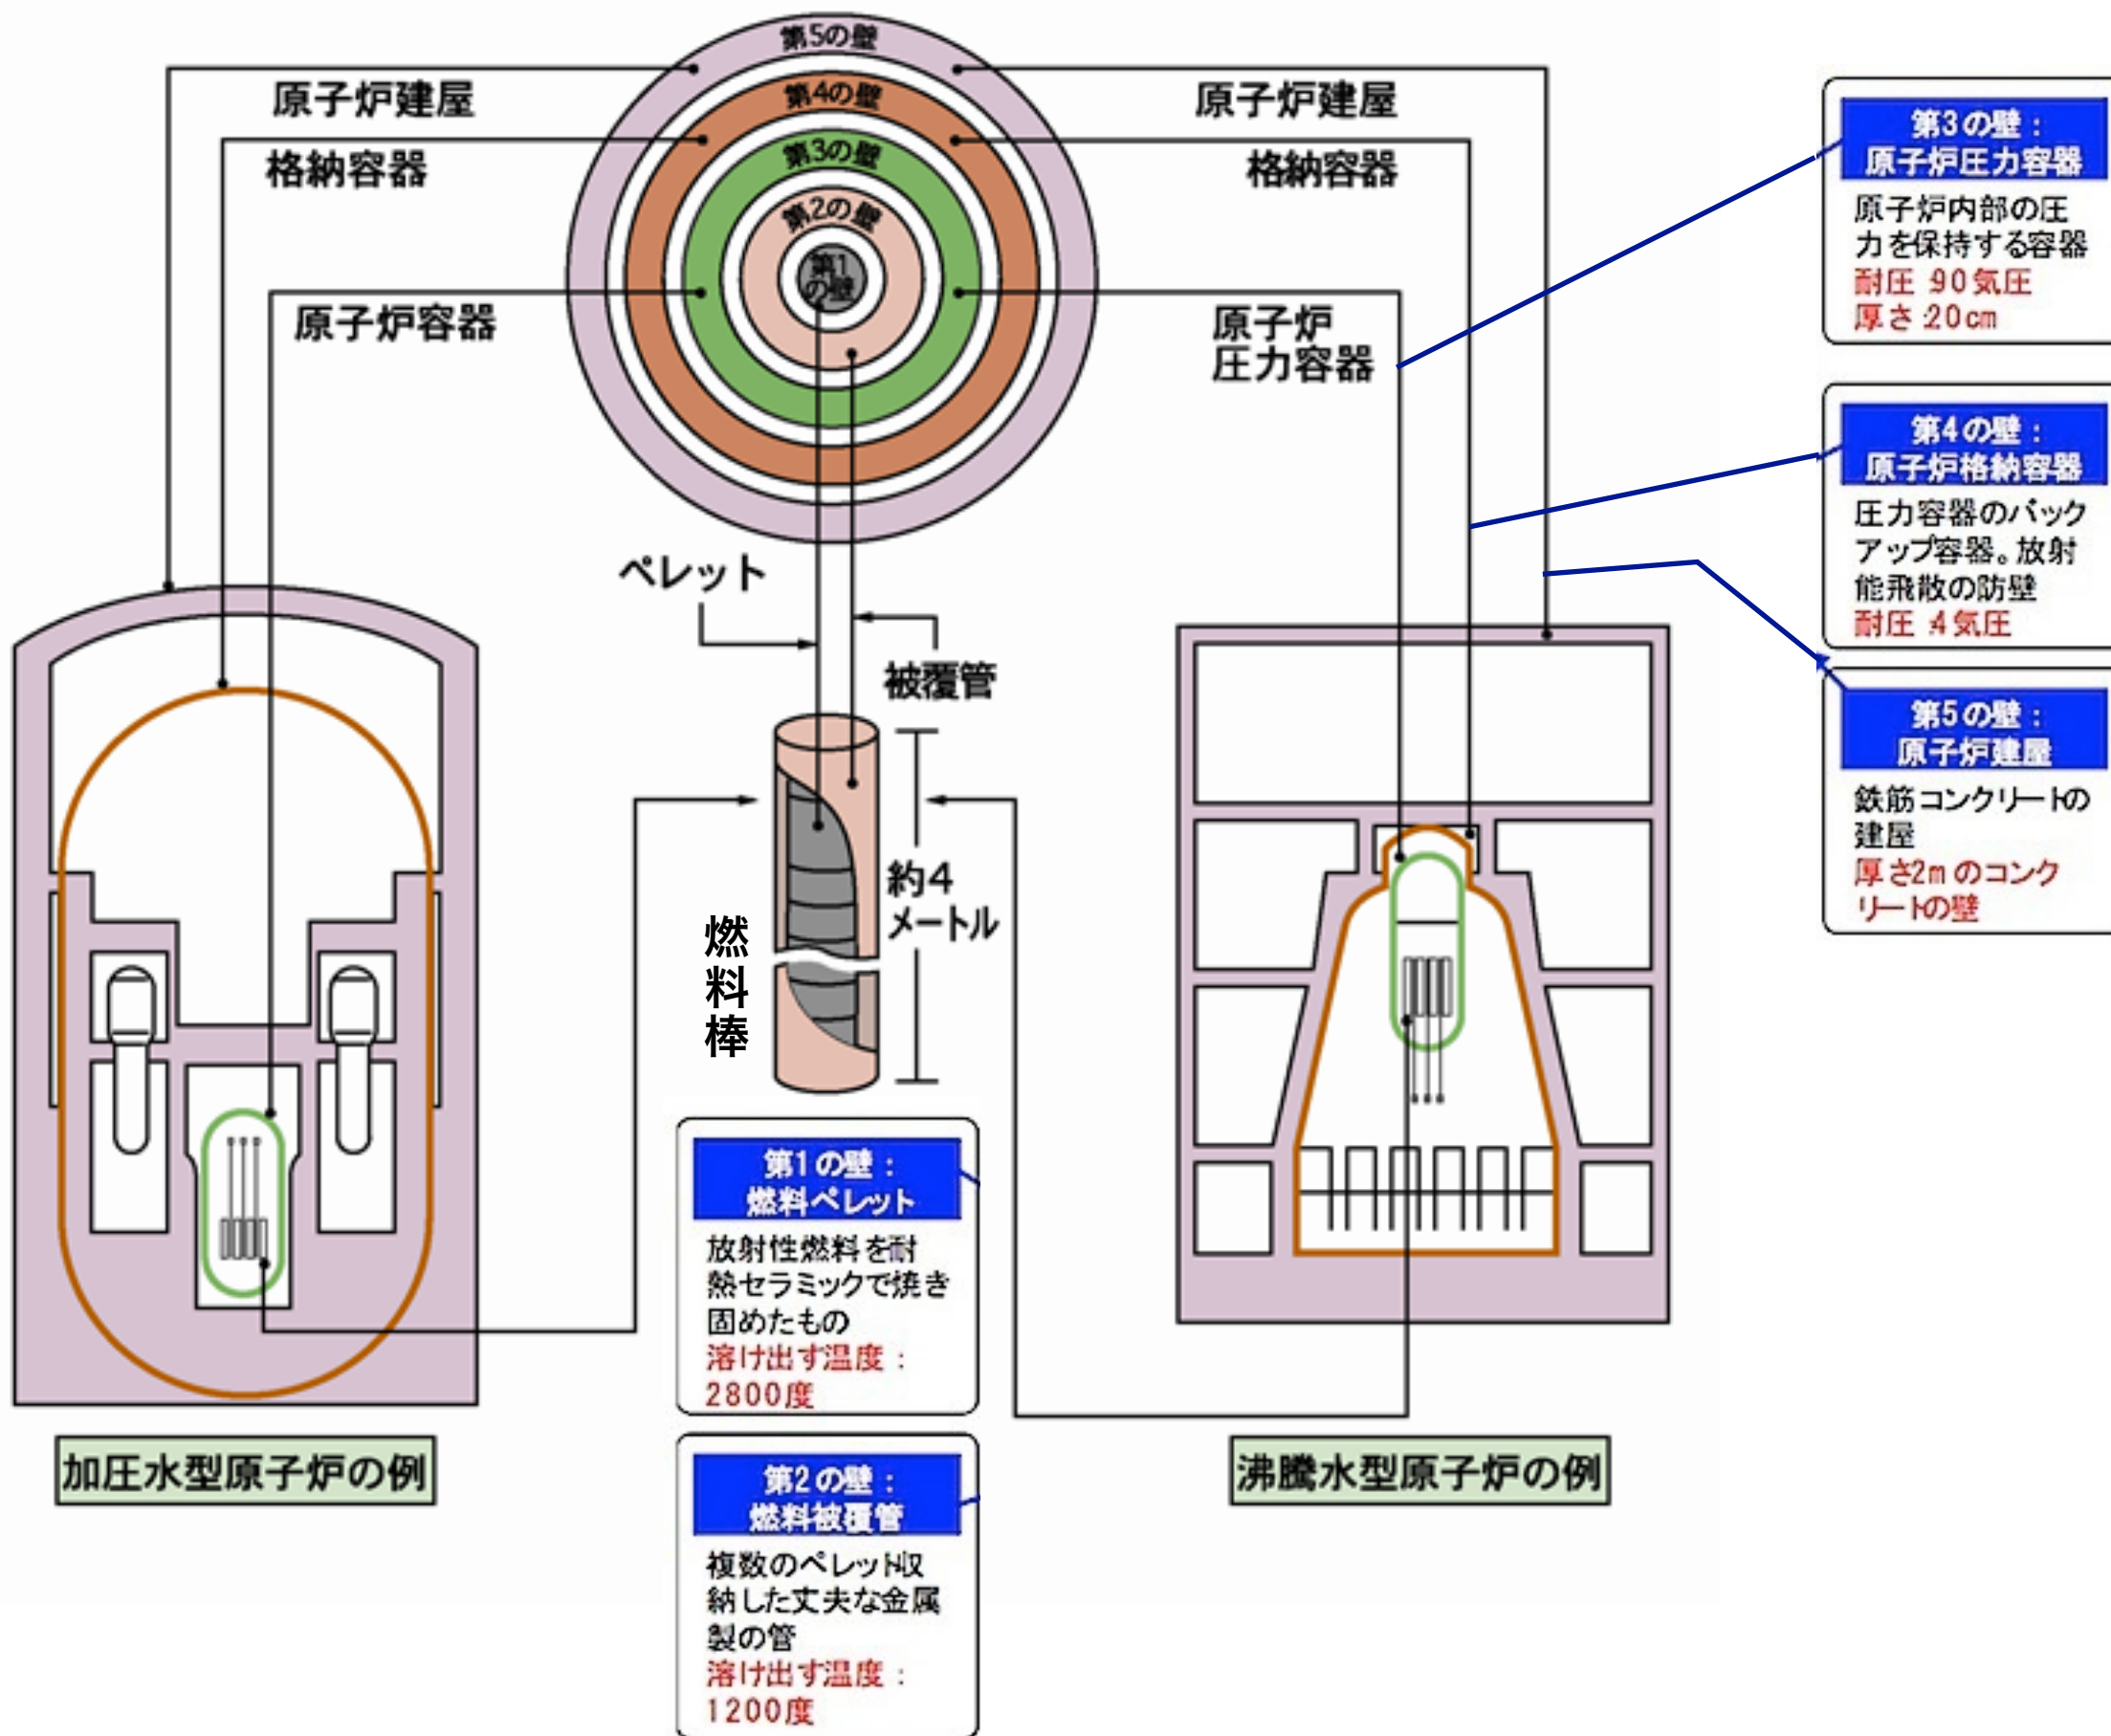 第5の壁
第4の壁
第3の壁
第2の壁
第1
の壁
原子炉建屋
格納容器
原子炉容器
原子炉建屋
格納容器
原子炉
圧力容器
ペレット
被覆管
約4
メートル
燃料棒
加圧水型原子炉の例
沸騰水型原子炉の例
第1の壁：
燃料ペレット
放射性燃料を耐
熱セラミックで焼き
固めたもの
溶け出す温度：
2800度
第2の壁：
燃料被覆管
複数のペレット収
納した丈夫な金属
製の管
溶け出す温度：
1200度
第3の壁：
原子炉圧力容器
原子炉内部の圧
力を保持する容器
耐圧:90気圧
厚さ:20cm
第4の壁：
原子炉格納容器
圧力容器のバック
アップ容器。放射
能飛散の防壁
耐圧:4気圧
第5の壁：
原子炉建屋
鉄筋コンクリートの
建屋
厚さ2mのコンク
リートの壁